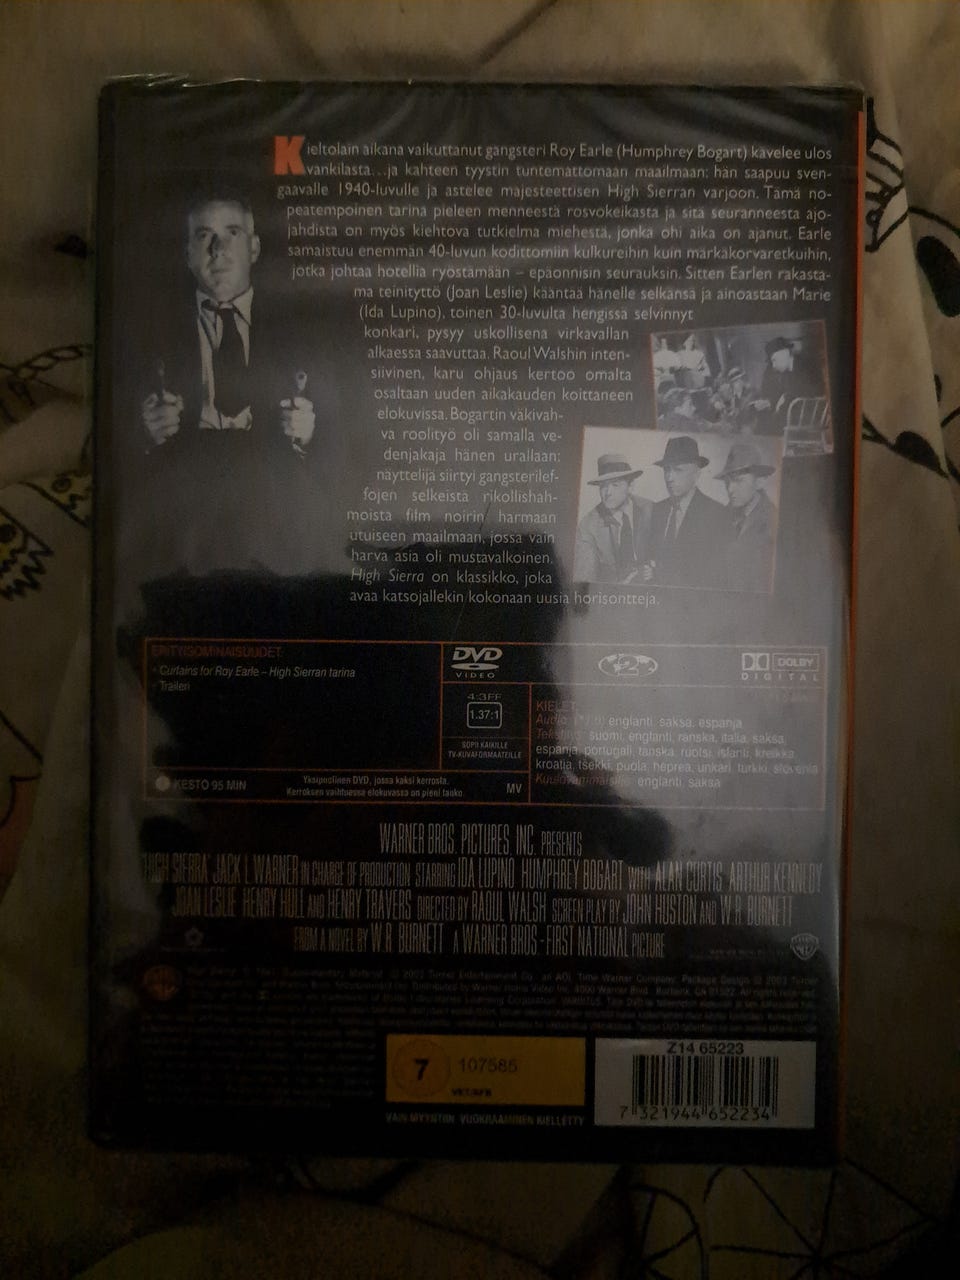 Kieltolain aikana vaikuttanut gangsteri Roy Earle (Humphrey Bogart) kävelee ulos
vankilasta...ja kahteen tyystin tuntemattomaan maailmaan: hän saapuu sven-
gaavalle 1940-luvulle ja astelee majesteettisen High Sierran varjoon. Tämä no-
peatempoinen tarina pieleen menneestä rosvokeikasta ja sitä seuranneesta ajo-
jahdista on myös kiehtova tutkielma miehestä, jonka ohi aika on ajanut. Earle
samaistuu enemmän 40-luvun kodittomiin kulkureihin kuin märkäkorvaretkuihin,
jotka johtaa hotellia ryöstämään – epäonnisin seurauksin. Sitten Earlen rakasta-
ma teinityttö (Joan Leslie) kääntää hänelle selkänsä ja ainoastaan Marie
(Ida Lupino), toinen 30-luvulta hengissä selvinnyt
konkari, pysyy uskollisena virkavallan
alkaessa saavuttaa. Raoul Walshin inten-
siivinen, karu ohjaus kertoo omalta
osaltaan uuden aikakauden koittaneen
elokuvissa. Bogartin väkivah-
va roolityö oli samalla ve-
denjakaja hänen urallaan:
näyttelijä siirtyi gangsterilef-
fojen selkeistä rikollishah-
moista film noirin harmaan
utuiseen maailmaan, jossa vain
harva asia oli mustavalkoinen.
High Sierra on klassikko, joka
avaa katsojallekin kokonaan uusia horisontteja.
ERITYISOMINAISUUDET:
Curtains for Roy Earle – High Sierran tarina
Traileri
DVD
VIDEO
2
DOLBY
DIGITAL
4:3FF
1.37:1
SOPII KAIKILLE
TV-KUVAFORMAATEILLE
KIELET:
Audio englanti, saksa, espanja
Tekstitys: suomi, englanti, ranska, italia, saksa,
espanja, portugali, tanska, ruotsi, islanti, kreikka,
kroatia, tsekki, puola, heprea, unkari, turkki, slovenia
Kuulovammaisille: englanti, saksa
KESTO 95 MIN
Yksipuolinen DVD, jossa kaksi kerrosta.
Kerroksen vaihtuessa elokuvassa on pieni tauko.
MV
WARNER BROS. PICTURES, INC. PRESENTS
"HIGH SIERRA" JACK L. WARNER IN CHARGE OF PRODUCTION STARRING IDA LUPINO HUMPHREY BOGART WITH ALAN CURTIS ARTHUR KENNEDY
JOAN LESLIE HENRY HULL AND HENRY TRAVERS DIRECTED BY RAOUL WALSH SCREEN PLAY BY JOHN HUSTON AND W.R. BURNETT
FROM A NOVEL BY W.R. BURNETT A WARNER BROS.-FIRST NATIONAL PICTURE
7
107585
VET/SFB
VAIN MYYNTIIN. VUOKRAAMINEN KIELLETTY
Z14 65223
7 321944 652234